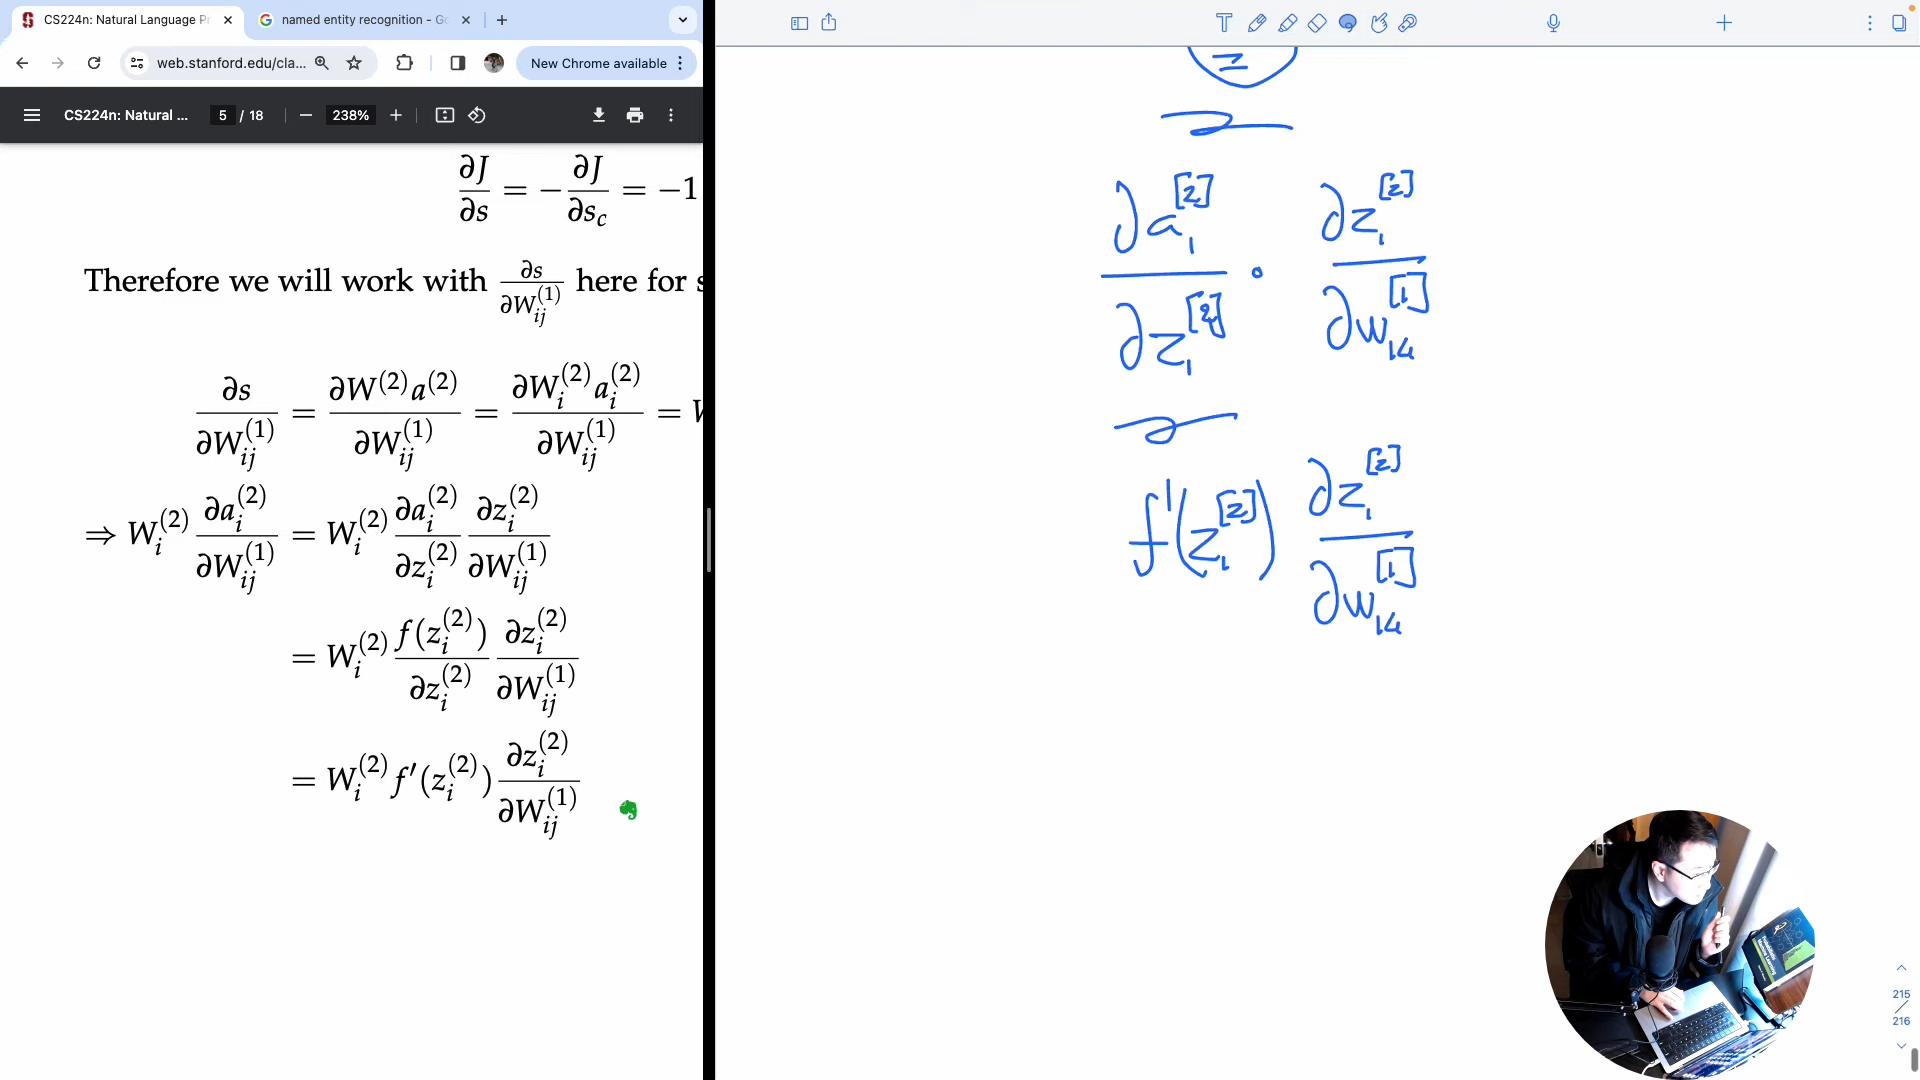 CS224n: Natural Language Pr
named entity recognition - Go
web.stanford.edu/cla...
New Chrome available
CS224n: Natural ...
5 / 18
238%
∂J/∂s = −∂J/∂s_c = −1
Therefore we will work with ∂s/∂W_ij^(1) here for s
∂s/∂W_ij^(1) = ∂W^(2)a^(2)/∂W_ij^(1) = ∂W_i^(2)a_i^(2)/∂W_ij^(1) = W
⇒ W_i^(2) ∂a_i^(2)/∂W_ij^(1) = W_i^(2) ∂a_i^(2)/∂z_i^(2) ∂z_i^(2)/∂W_ij^(1)
= W_i^(2) f(z_i^(2))/∂z_i^(2) ∂z_i^(2)/∂W_ij^(1)
= W_i^(2) f′(z_i^(2)) ∂z_i^(2)/∂W_ij^(1)
T
z
∂a_1^[2]/∂z_1^[2] · ∂z_1^[2]/∂w_14^[1]
f'(z_1^[2]) ∂z_1^[2]/∂w_14^[1]
215
216